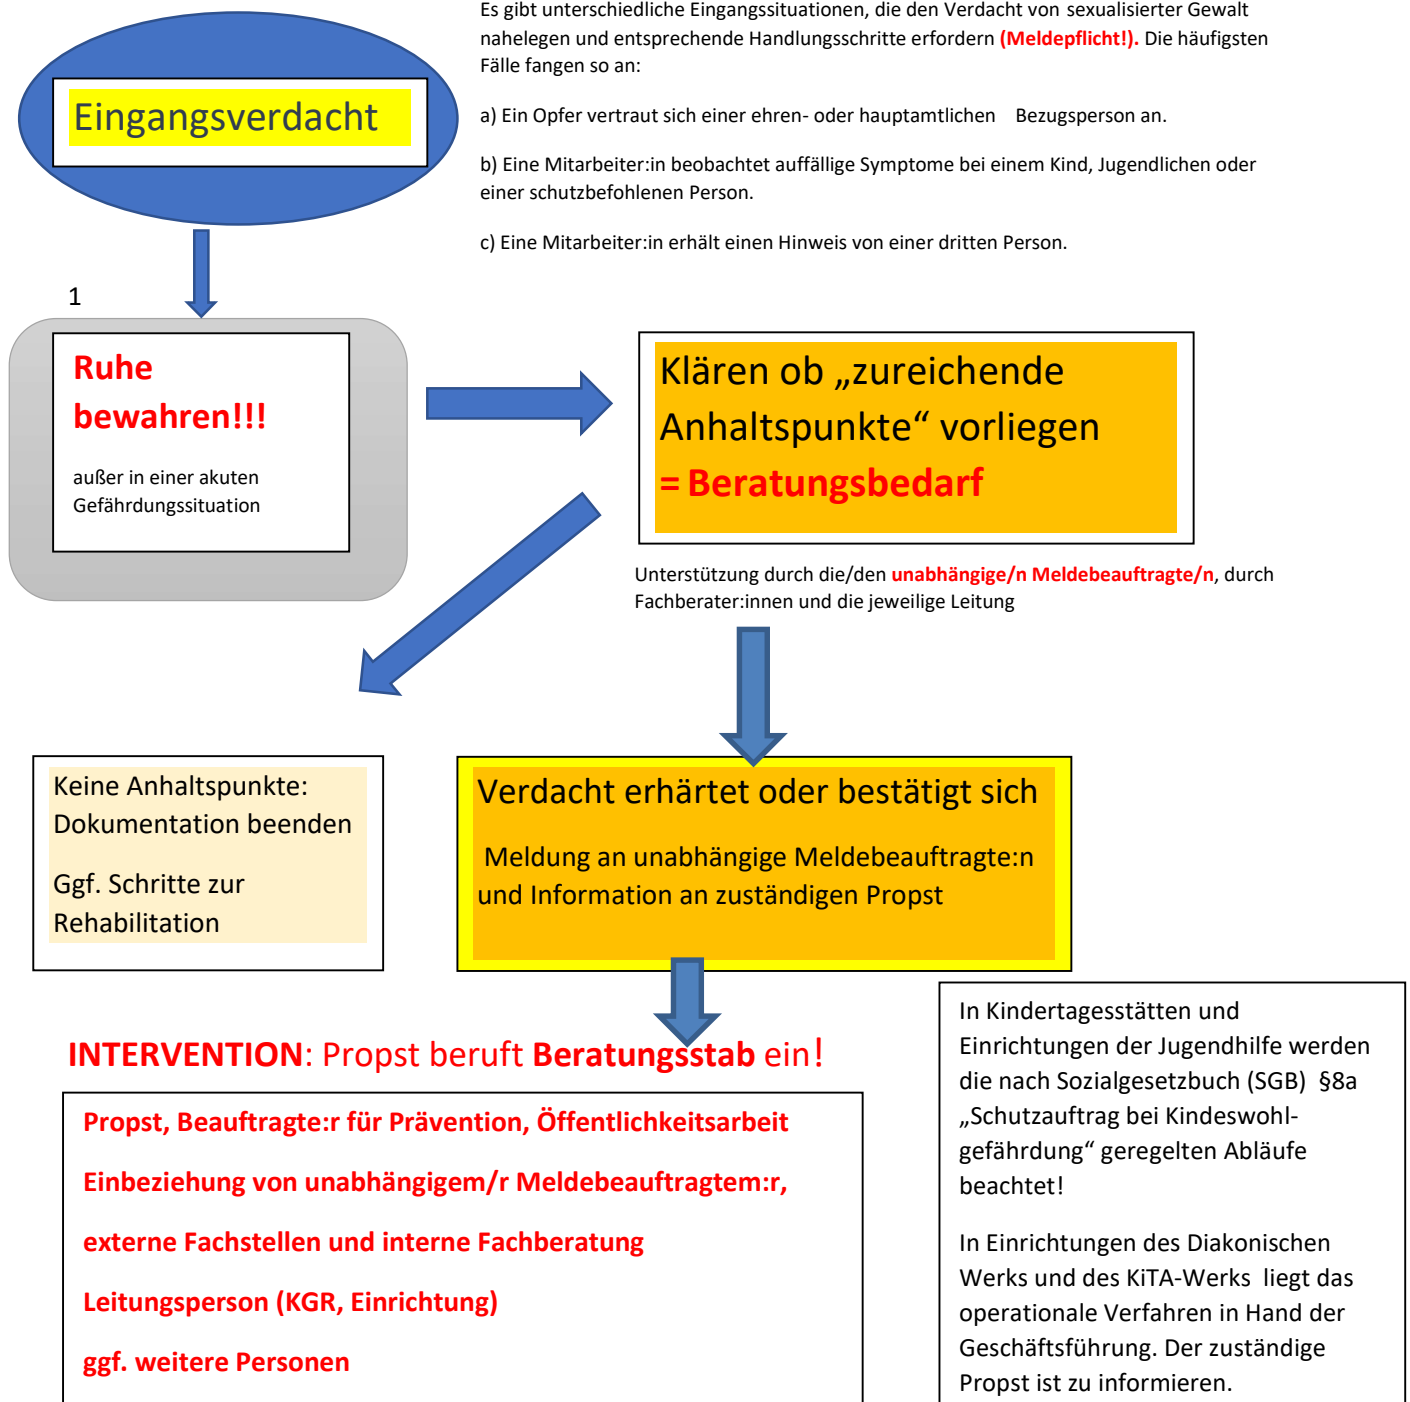 Es gibt unterschiedliche Eingangssituationen, die den Verdacht von sexualisierter Gewalt
nahelegen und entsprechende Handlungsschritte erfordern (Meldepflicht!). Die häufigsten
Fälle fangen so an:
Eingangsverdacht
a) Ein Opfer vertraut sich einer ehren- oder hauptamtlichen Bezugsperson an.
b) Eine Mitarbeiter:in beobachtet auffällige Symptome bei einem Kind, Jugendlichen oder
einer schutzbefohlenen Person.
c) Eine Mitarbeiter:in erhält einen Hinweis von einer dritten Person.
1
Ruhe
bewahren!!!
außer in einer akuten
Gefährdungssituation
Klären ob „zureichende
Anhaltspunkte“ vorliegen
= Beratungsbedarf
Unterstützung durch die/den unabhängige/n Meldebeauftragte/n, durch
Fachberater:innen und die jeweilige Leitung
Keine Anhaltspunkte:
Dokumentation beenden
Ggf. Schritte zur
Rehabilitation
Verdacht erhärtet oder bestätigt sich
Meldung an unabhängige Meldebeauftragte:n
und Information an zuständigen Propst
INTERVENTION: Propst beruft Beratungsstab ein!
Propst, Beauftragte:r für Prävention, Öffentlichkeitsarbeit
Einbeziehung von unabhängigem/r Meldebeauftragtem:r,
externe Fachstellen und interne Fachberatung
Leitungsperson (KGR, Einrichtung)
ggf. weitere Personen
In Kindertagesstätten und
Einrichtungen der Jugendhilfe werden
die nach Sozialgesetzbuch (SGB) §8a
„Schutzauftrag bei Kindeswohl-
gefährdung“ geregelten Abläufe
beachtet!
In Einrichtungen des Diakonischen
Werks und des KiTA-Werks liegt das
operationale Verfahren in Hand der
Geschäftsführung. Der zuständige
Propst ist zu informieren.